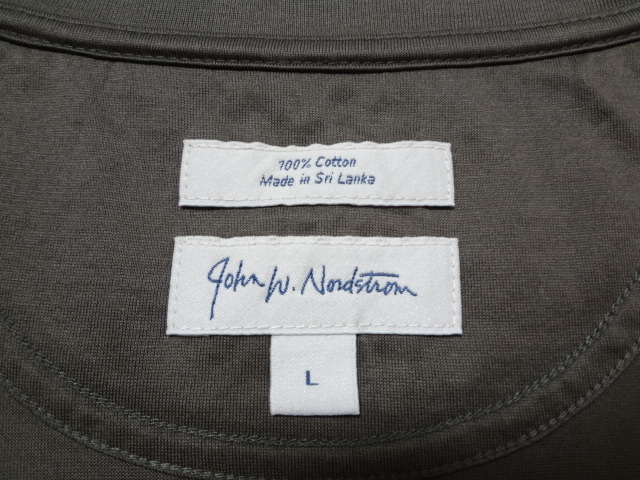 100% Cotton
Made in Sri Lanka
John W. Nordstrom
L